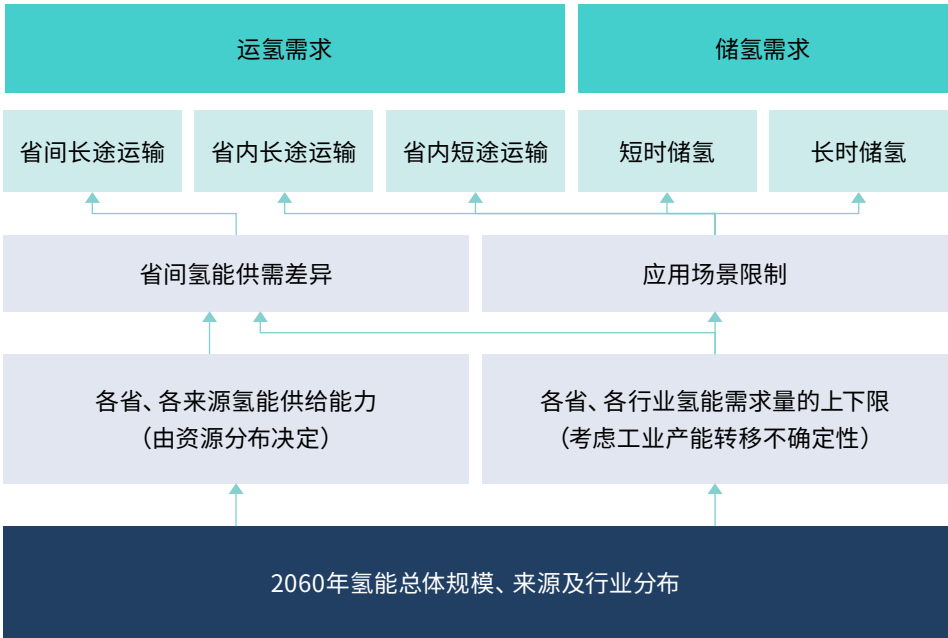 运氢需求
储氢需求
省间长途运输
省内长途运输
省内短途运输
短时储氢
长时储氢
省间氢能供需差异
应用场景限制
各省、各来源氢能供给能力
（由资源分布决定）
各省、各行业氢能需求量的上下限
（考虑工业产能转移不确定性）
2060年氢能总体规模、来源及行业分布